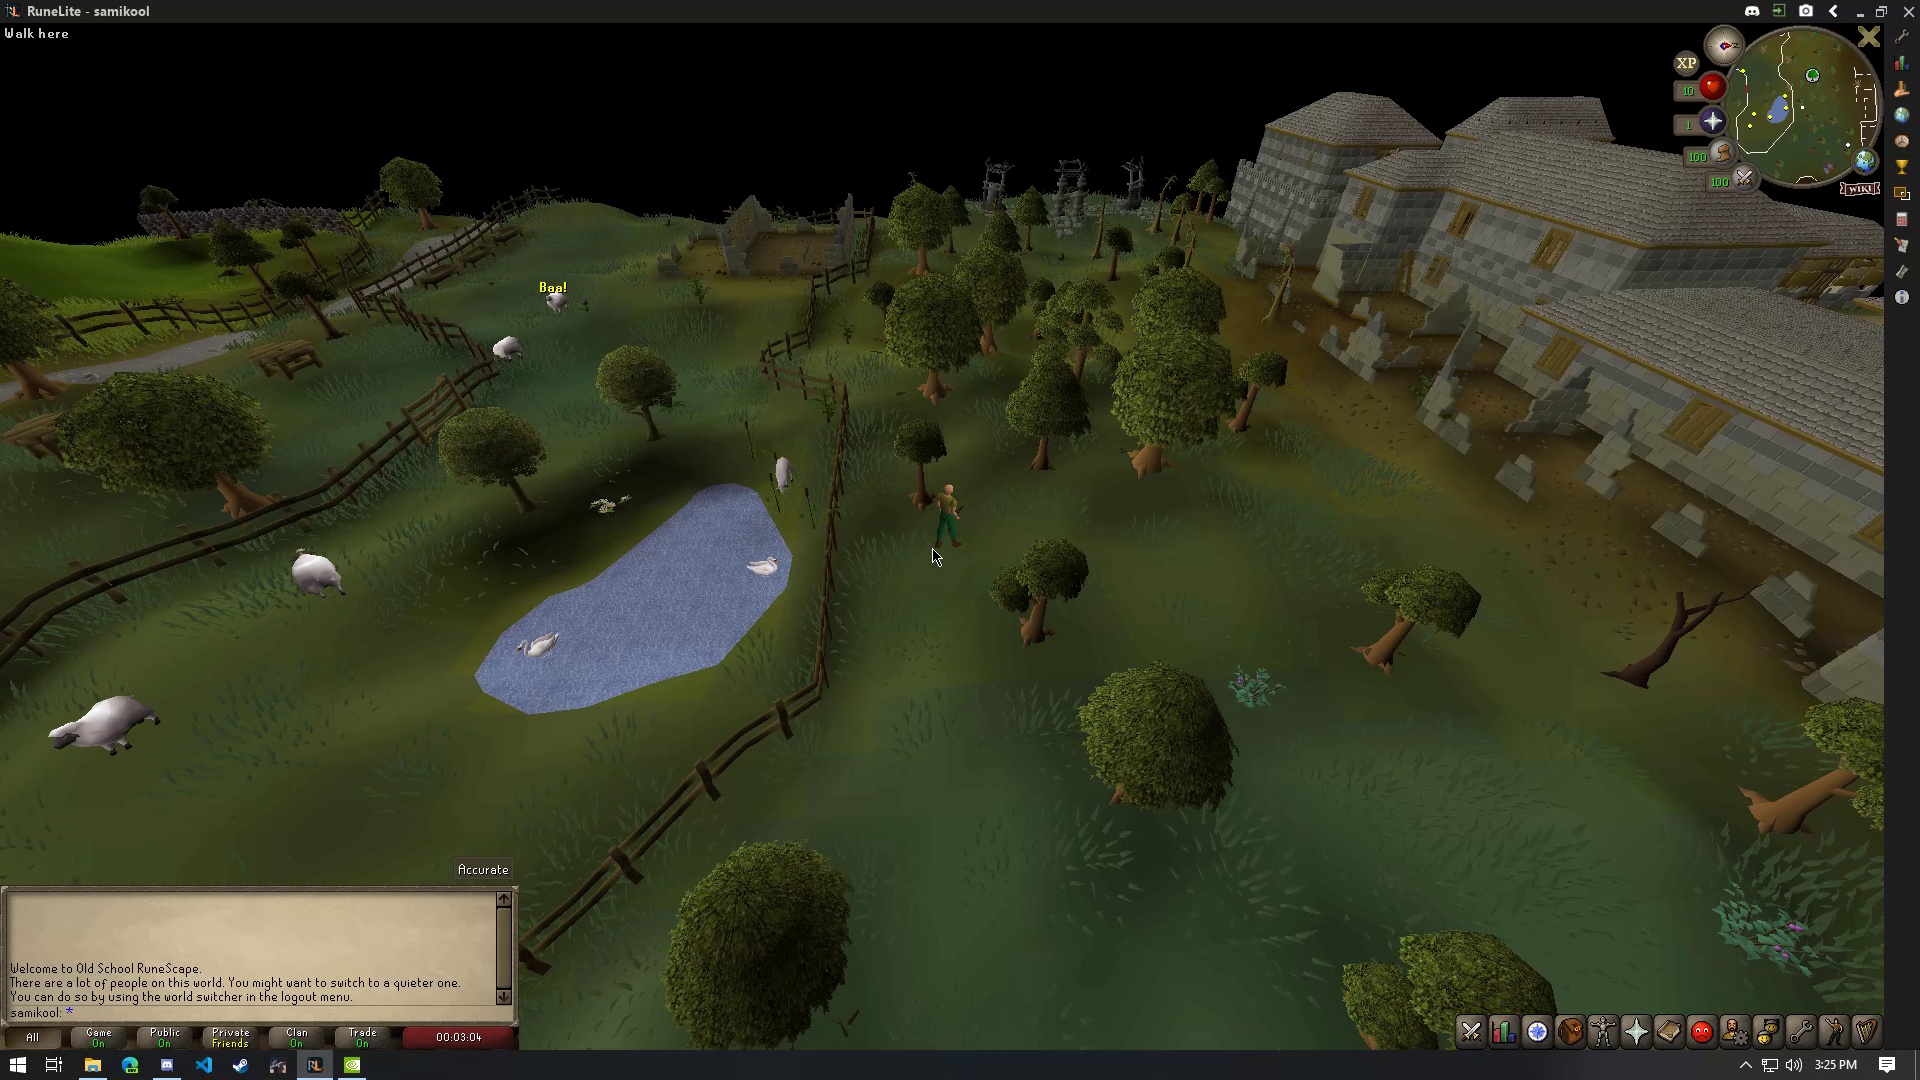 RuneLite - samikool
Walk here
XP
10
1
100
100
WIKI
Baa!
Accurate
Welcome to Old School RuneScape.
There are a lot of people on this world. You might want to switch to a quieter one.
You can do so by using the world switcher in the logout menu.
samikool: *
All
Game
On
Public
On
Private
Friends
Clan
On
Trade
On
00:03:04
3:25 PM